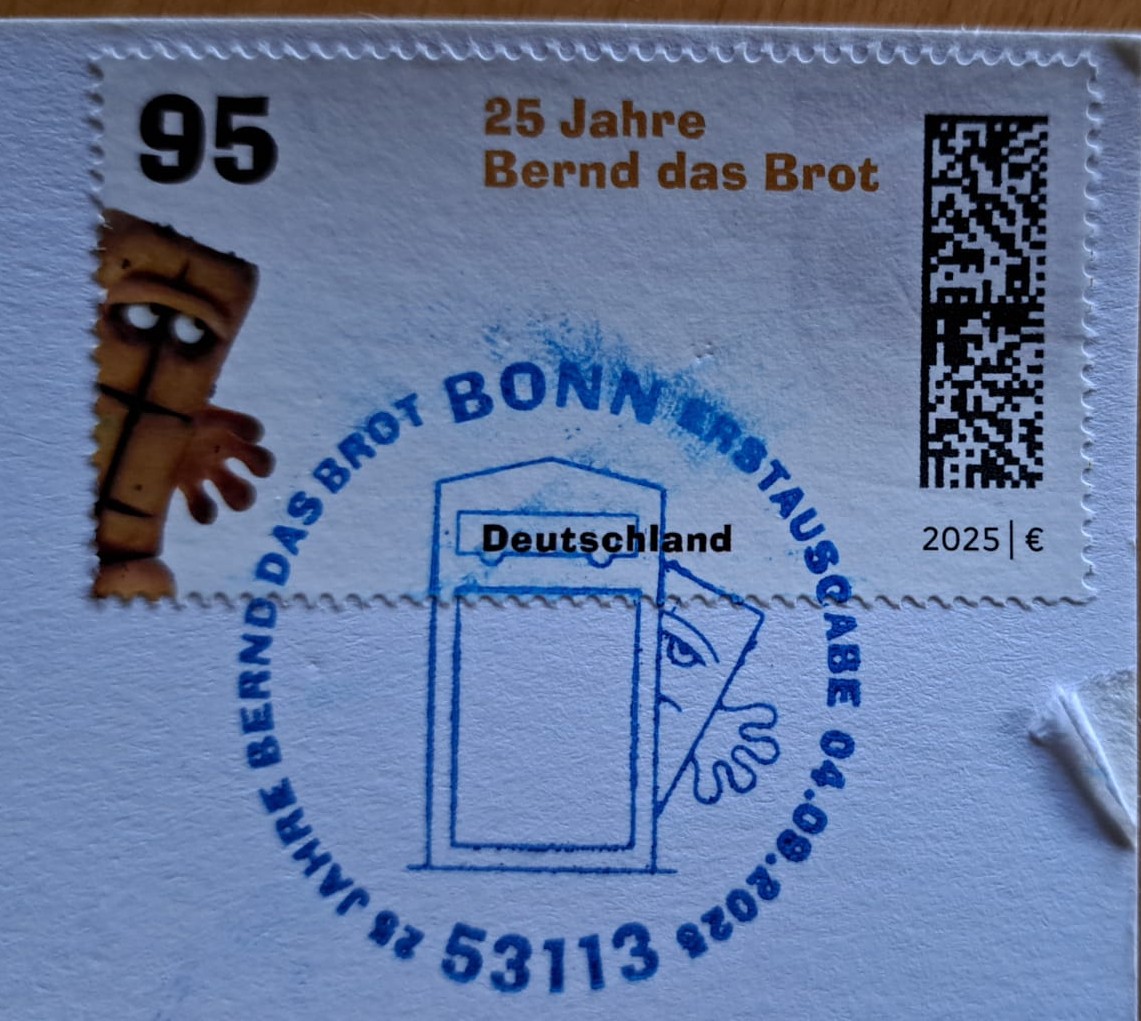 95
25 Jahre
Bernd das Brot
Deutschland
2025 | €
25 JAHRE BERND DAS BROT BONN ERSTAUSGABE 04.09.2025
53113